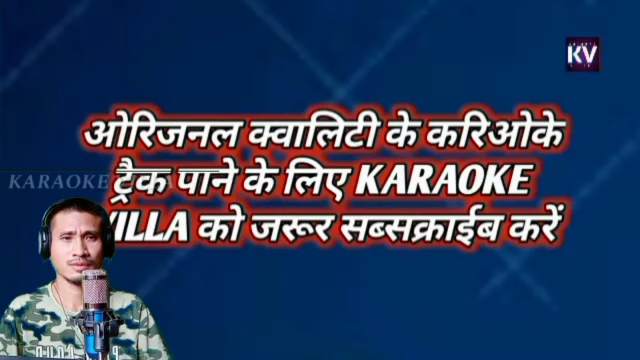 KV
ओरिजनल क्वालिटी के करिओके
ट्रैक पाने के लिए KARAOKE
VILLA को जरूर सब्सक्राईब करें
KARAOKE